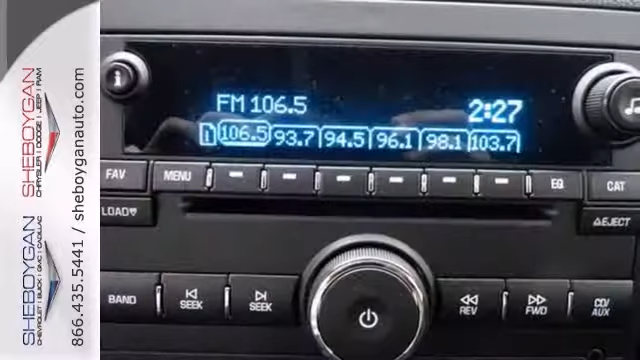 SHEBOYGAN
CHRYSLER | DODGE | JEEP | RAM
SHEBOYGAN
CHEVROLET | BUICK | GMC | CADILLAC
866.435.5441 / sheboyganauto.com
i
FM 106.5 2:27
1 106.5 93.7 94.5 96.1 98.1 103.7
FAV MENU EQ CAT
LOAD EJECT
BAND SEEK SEEK REV FWD CD/AUX